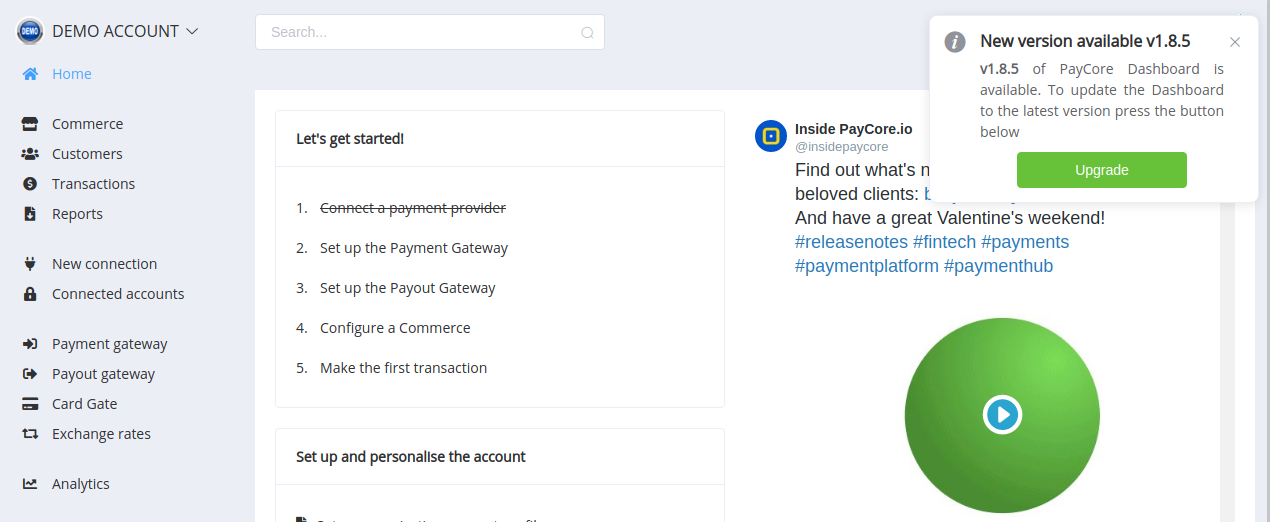 DEMO
DEMO ACCOUNT
Search...
Home
Commerce
Customers
Transactions
Reports
New connection
Connected accounts
Payment gateway
Payout gateway
Card Gate
Exchange rates
Analytics
Let's get started!
1. Connect a payment provider
2. Set up the Payment Gateway
3. Set up the Payout Gateway
4. Configure a Commerce
5. Make the first transaction
Set up and personalise the account
Inside PayCore.io
@insidepaycore
Find out what's
beloved clients:
And have a great Valentine's weekend!
#releasenotes #fintech #payments
#paymentplatform #paymenthub
New version available v1.8.5
v1.8.5 of PayCore Dashboard is
available. To update the Dashboard
to the latest version press the button
below
Upgrade